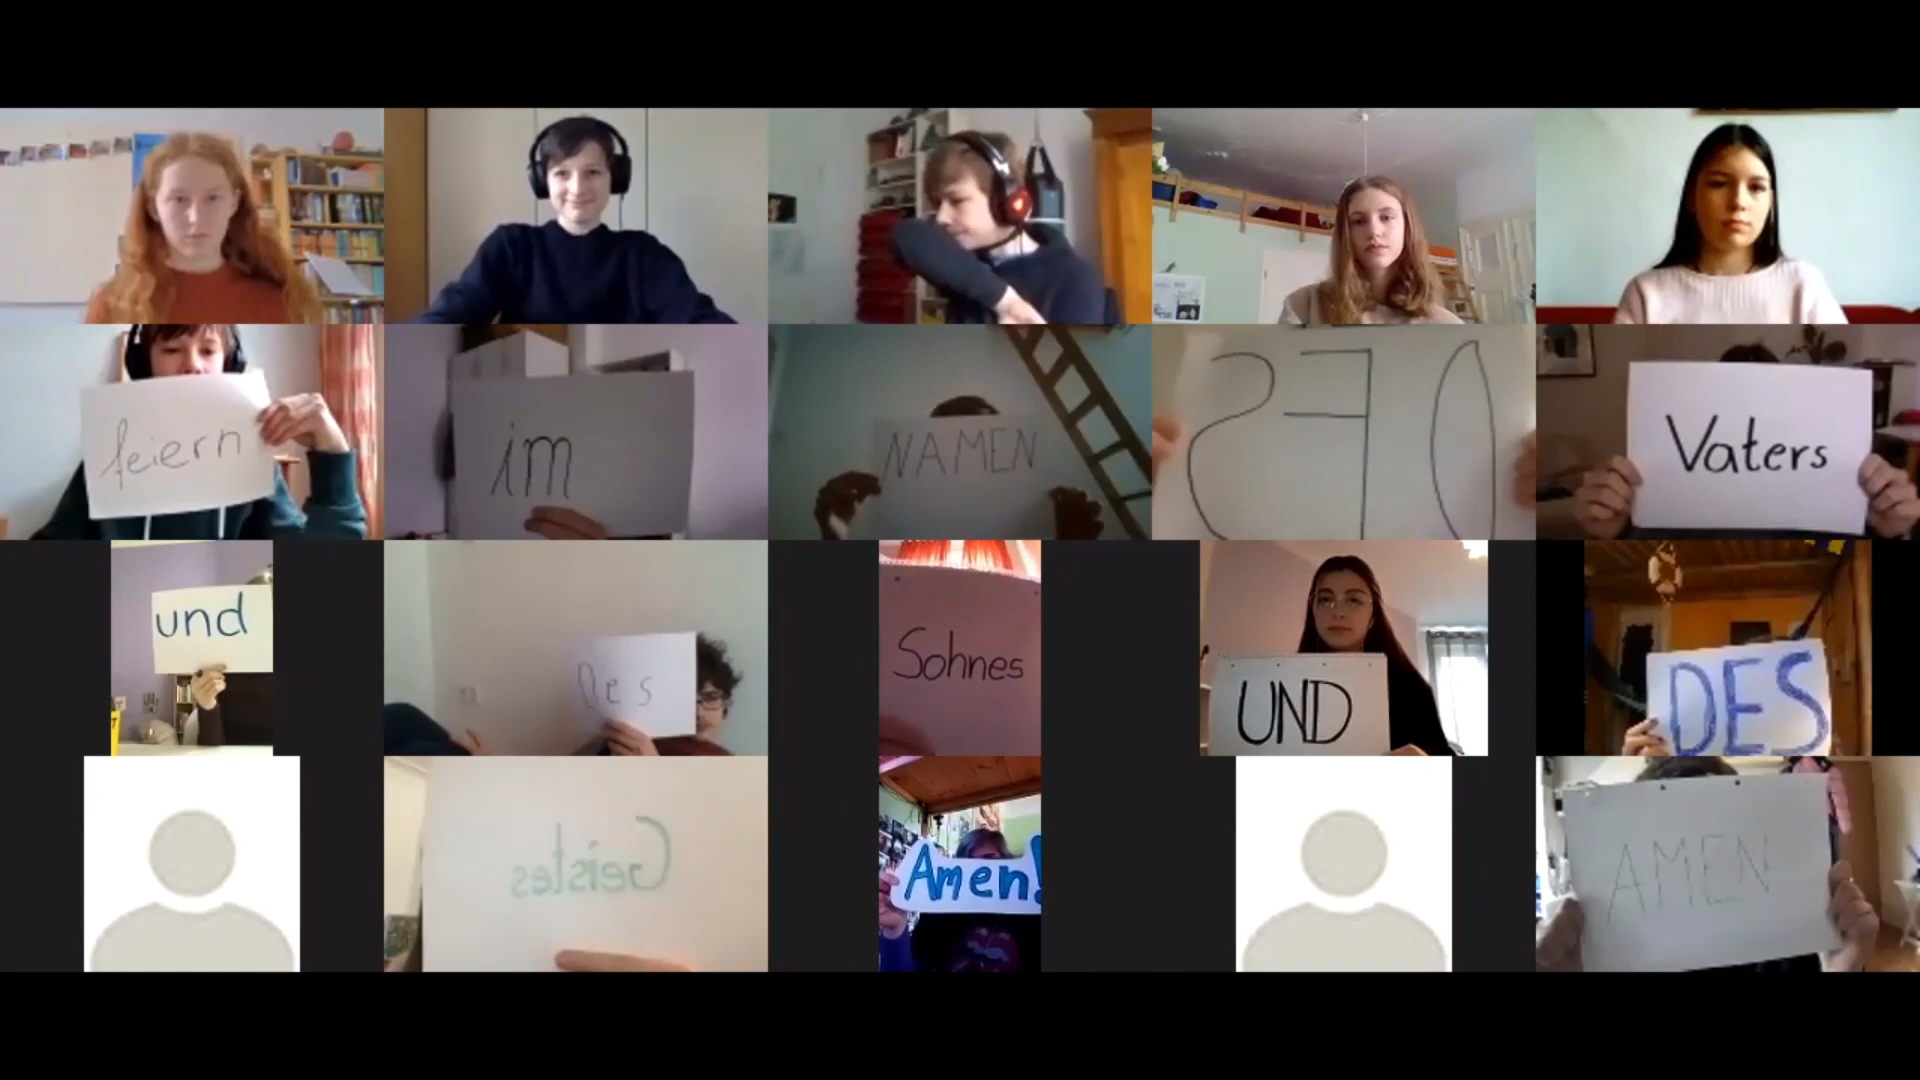 feiern
im
NAMEN
DES
Vaters
und
Des
Sohnes
UND
DES
Geistes
Amen!
AMEN